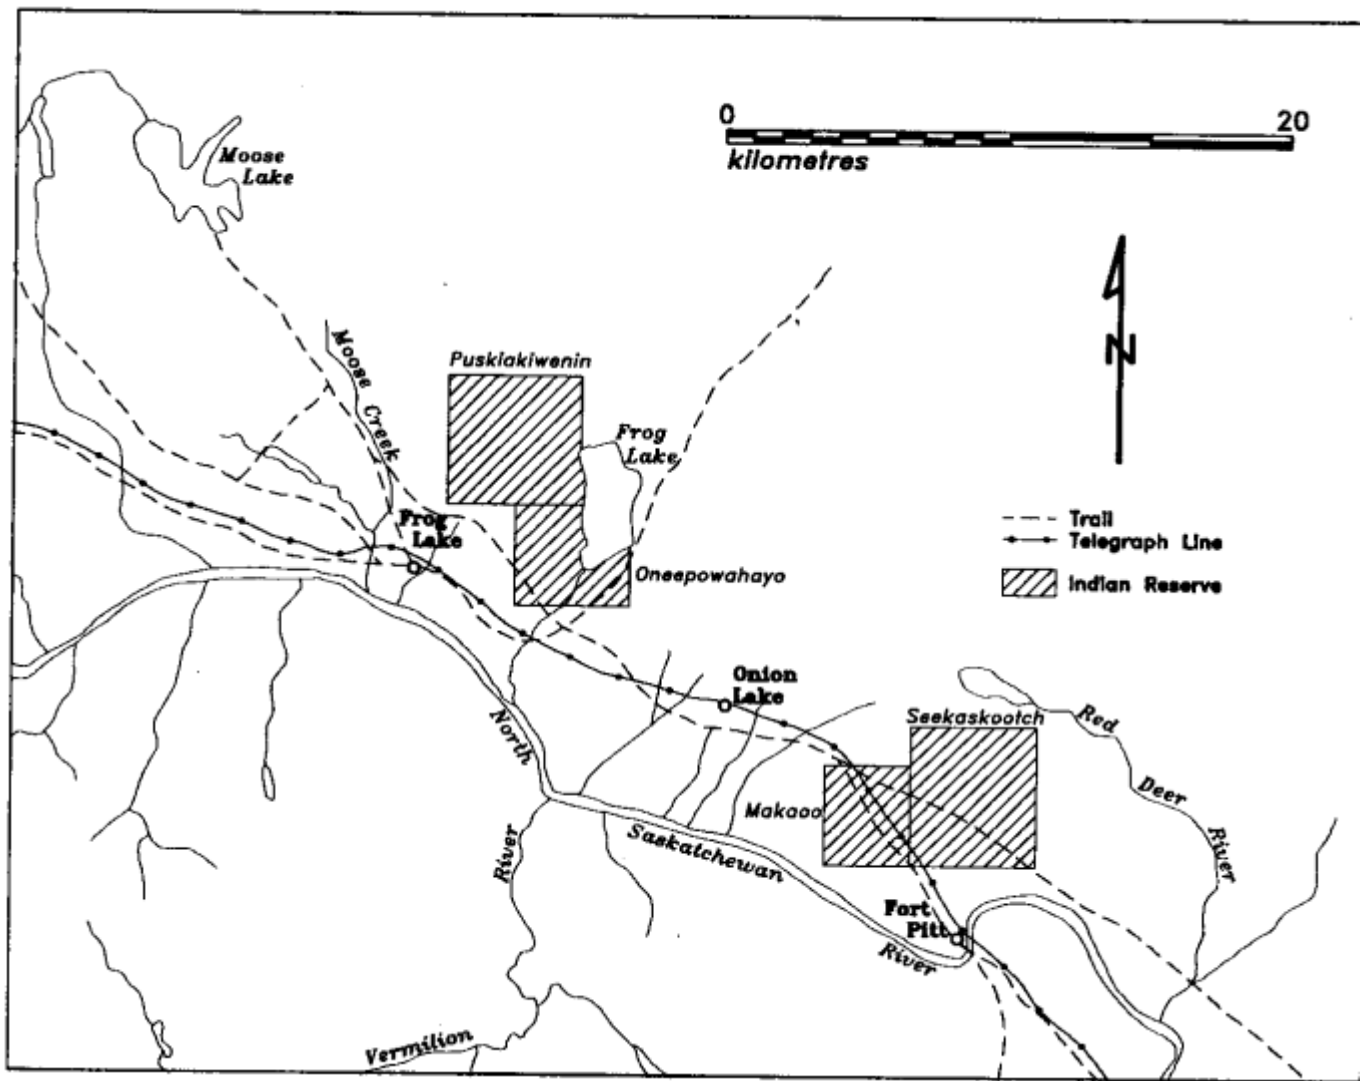 0 20
kilometres
Moose
Lake
N
Moose
Creek
Puskiakiwenin
Frog
Lake
Frog
Lake
Trail
Telegraph Line
Indian Reserve
Oneepowahayo
Onion
Lake
North
Saskatchewan
River
Seekaskootch
Makaoo
Red
Deer
River
Fort
Pitt
Vermilion
River